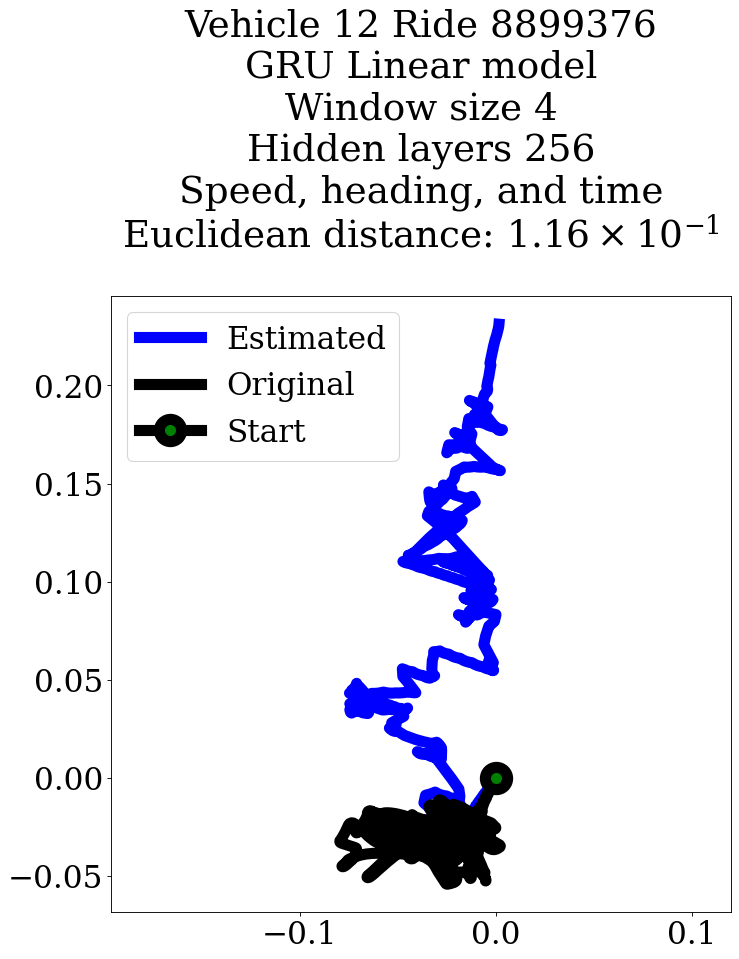 Vehicle 12 Ride 8899376
GRU Linear model
Window size 4
Hidden layers 256
Speed, heading, and time
Euclidean distance: 1.16 × 10⁻¹
Estimated
Original
Start
0.20
0.15
0.10
0.05
0.00
−0.05
−0.1
0.0
0.1